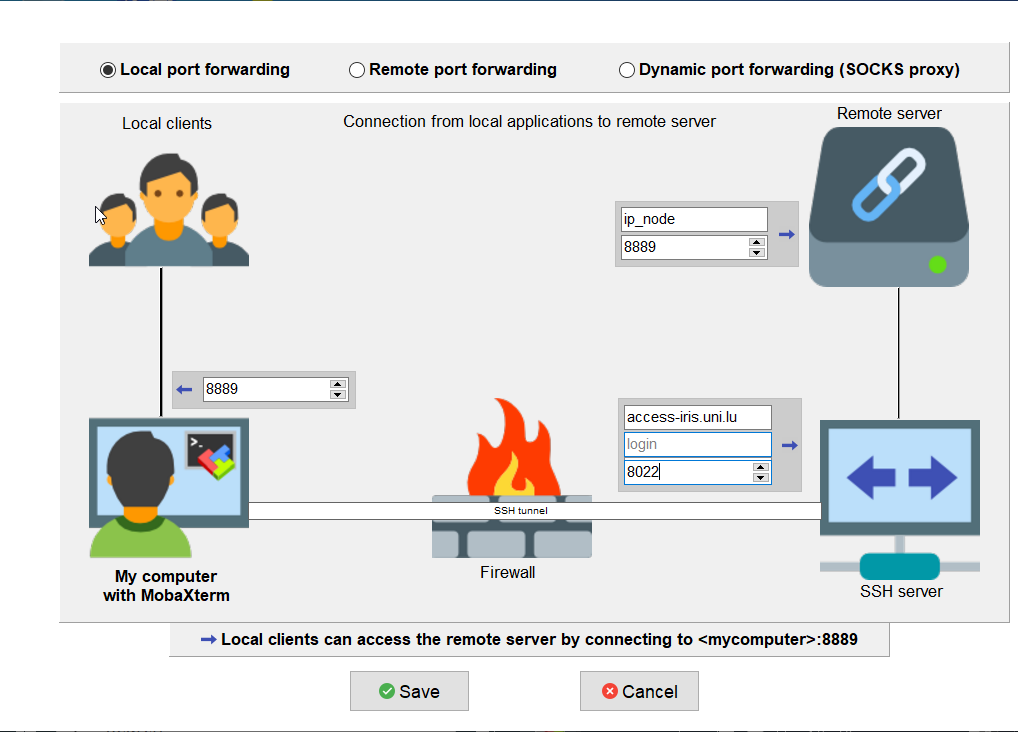 Local port forwarding
Remote port forwarding
Dynamic port forwarding (SOCKS proxy)
Local clients
Connection from local applications to remote server
Remote server
ip_node
8889
8889
access-iris.uni.lu
login
8022
SSH tunnel
Firewall
My computer
with MobaXterm
SSH server
Local clients can access the remote server by connecting to <mycomputer>:8889
Save
Cancel